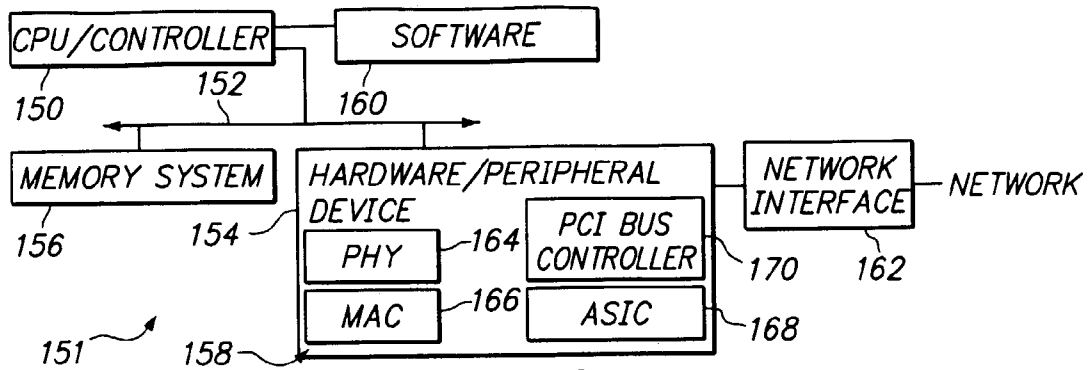 CPU/CONTROLLER
SOFTWARE
150
152
160
MEMORY SYSTEM
156
HARDWARE/PERIPHERAL
DEVICE
154
PHY
164
PCI BUS
CONTROLLER
170
MAC
166
ASIC
168
NETWORK
INTERFACE
162
NETWORK
151
158